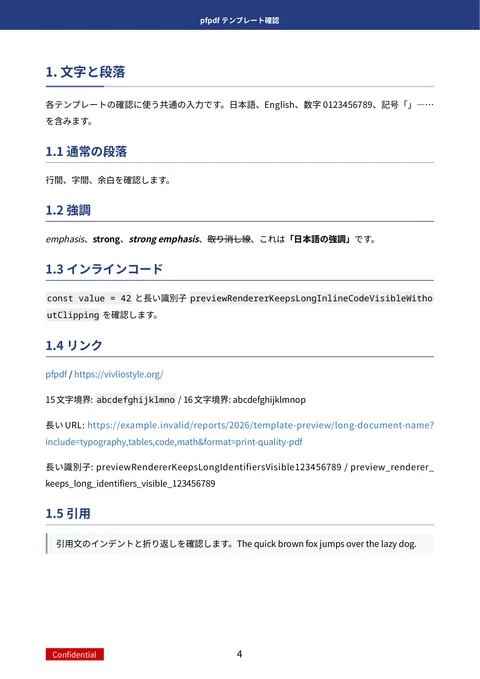 pfpdf テンプレート確認
1. 文字と段落
各テンプレートの確認に使う共通の入力です。日本語、English、数字 0123456789、記号「」—…
を含みます。
1.1 通常の段落
行間、字間、余白を確認します。
1.2 強調
emphasis、strong、strong emphasis、取り消し線、これは「日本語の強調」です。
1.3 インラインコード
const value = 42 と長い識別子 previewRendererKeepsLongInlineCodeVisibleWitho
utClipping を確認します。
1.4 リンク
pfpdf / https://vivliostyle.org/
15文字境界: abcdefghijklmno / 16文字境界: abcdefghijklmnop
長いURL: https://example.invalid/reports/2026/template-preview/long-document-name?
include=typography,tables,code,math&format=print-quality-pdf
長い識別子: previewRendererKeepsLongIdentifiersVisible123456789 / preview_renderer_
keeps_long_identifiers_visible_123456789
1.5 引用
引用文のインデントと折り返しを確認します。The quick brown fox jumps over the lazy dog.
Confidential
4